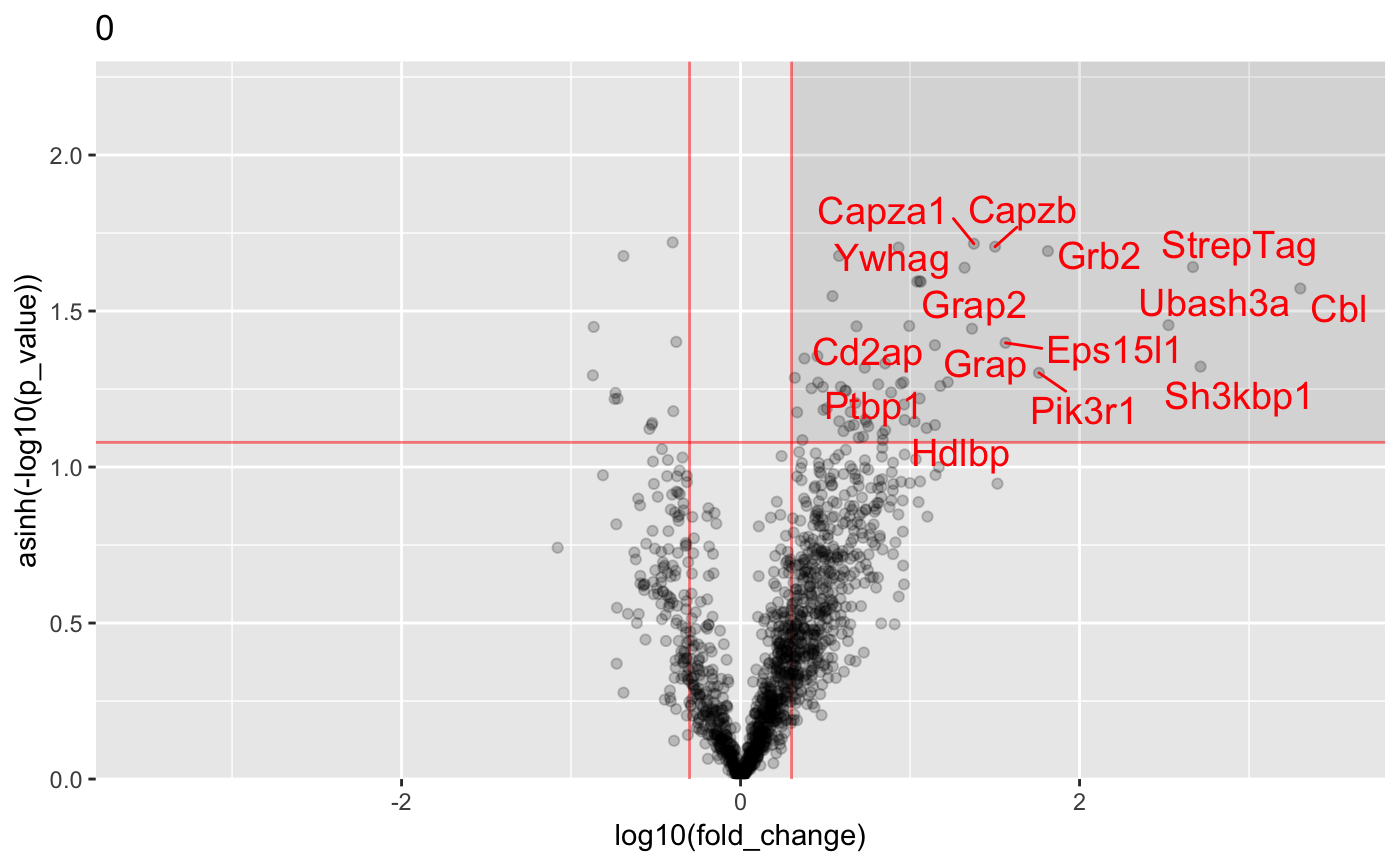 0
asinh(-log10(p_value))
2.0
1.5
1.0
0.5
0.0
Capza1
Capzb
Ywhag
Grb2
StrepTag
Grap2
Ubash3a
Cbl
Cd2ap
Grap
Eps15l1
Ptbp1
Pik3r1
Sh3kbp1
Hdlbp
-2
0
2
log10(fold_change)